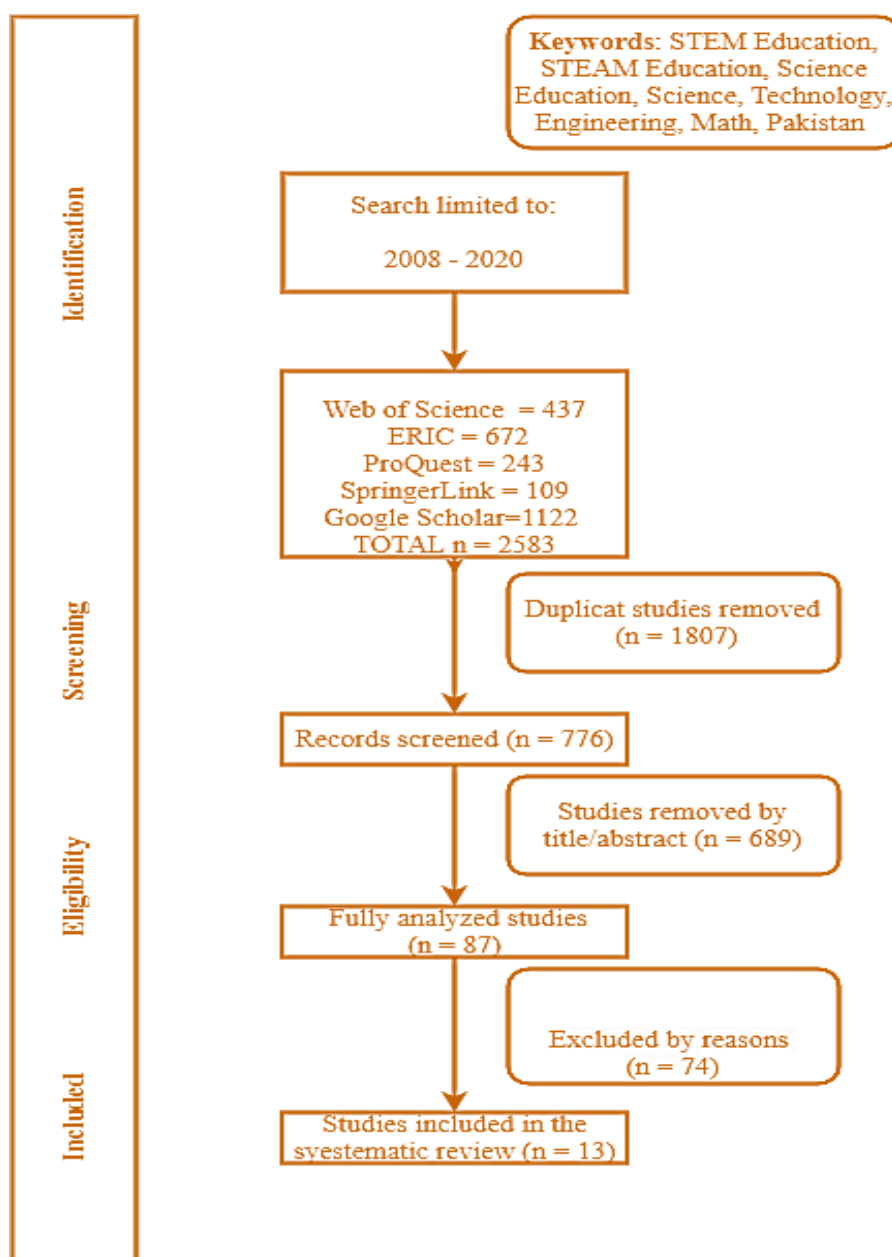 Keywords: STEM Education,
STEAM Education, Science
Education, Science, Technology,
Engineering, Math, Pakistan
Identification
Search limited to:
2008 - 2020
Web of Science = 437
ERIC = 672
ProQuest = 243
SpringerLink = 109
Google Scholar=1122
TOTAL n = 2583
Screening
Duplicat studies removed
(n = 1807)
Records screened (n = 776)
Eligibility
Studies removed by
title/abstract (n = 689)
Fully analyzed studies
(n = 87)
Included
Excluded by reasons
(n = 74)
Studies included in the
syestematic review (n = 13)